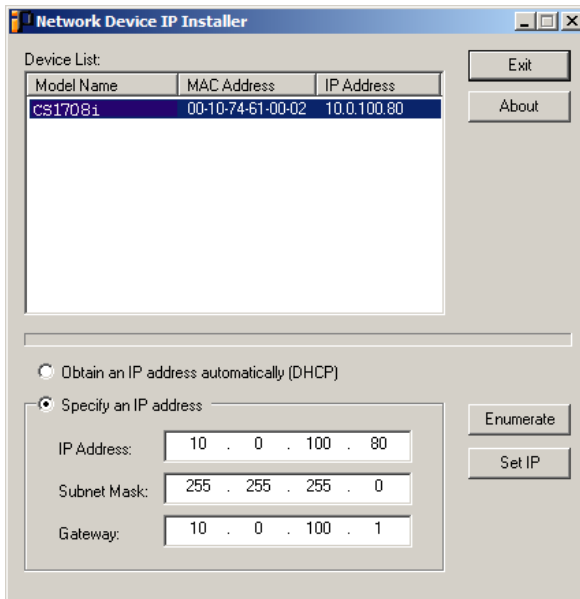 Network Device IP Installer
Device List:
Model Name MAC Address IP Address
CS1708i 00-10-74-61-00-02 10.0.100.80
Exit
About
Obtain an IP address automatically (DHCP)
Specify an IP address
IP Address: 10 . 0 . 100 . 80
Subnet Mask: 255 . 255 . 255 . 0
Gateway: 10 . 0 . 100 . 1
Enumerate
Set IP